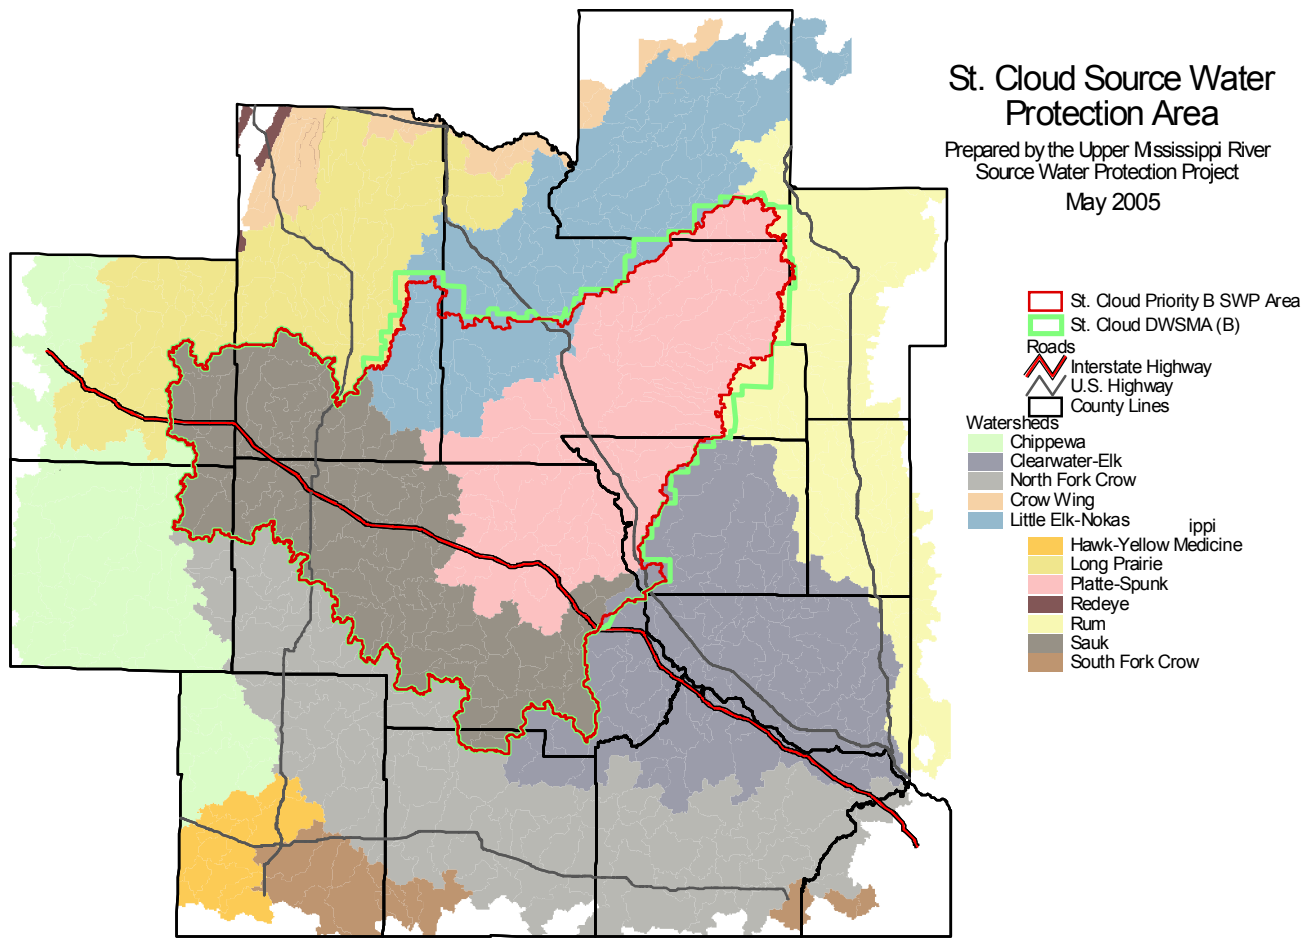 St. Cloud Source Water
Protection Area
Prepared by the Upper Mississippi River
Source Water Protection Project
May 2005
St. Cloud Priority B SWP Area
St. Cloud DWSMA (B)
Roads
Interstate Highway
U.S. Highway
County Lines
Watersheds
Chippewa
Clearwater-Elk
North Fork Crow
Crow Wing
Little Elk-Nokas
ippi
Hawk-Yellow Medicine
Long Prairie
Platte-Spunk
Redeye
Rum
Sauk
South Fork Crow